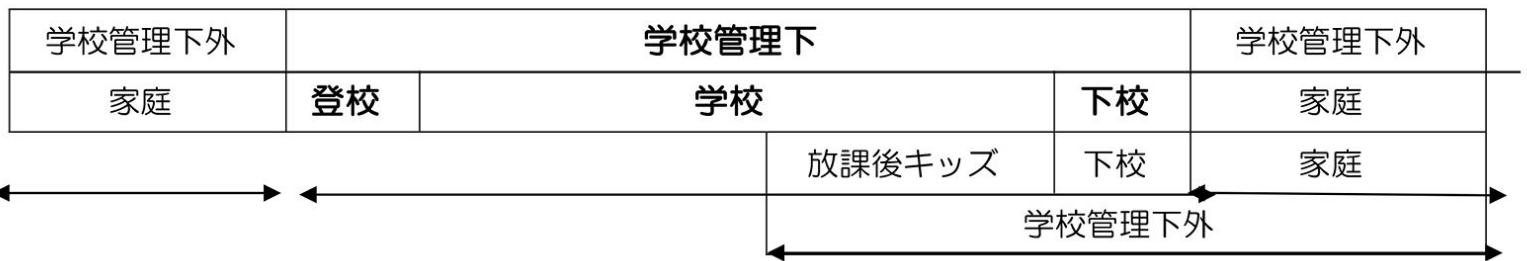 学校管理下外 学校管理下 学校管理下外
家庭 登校 学校 下校 家庭
放課後キッズ 下校 家庭
学校管理下外